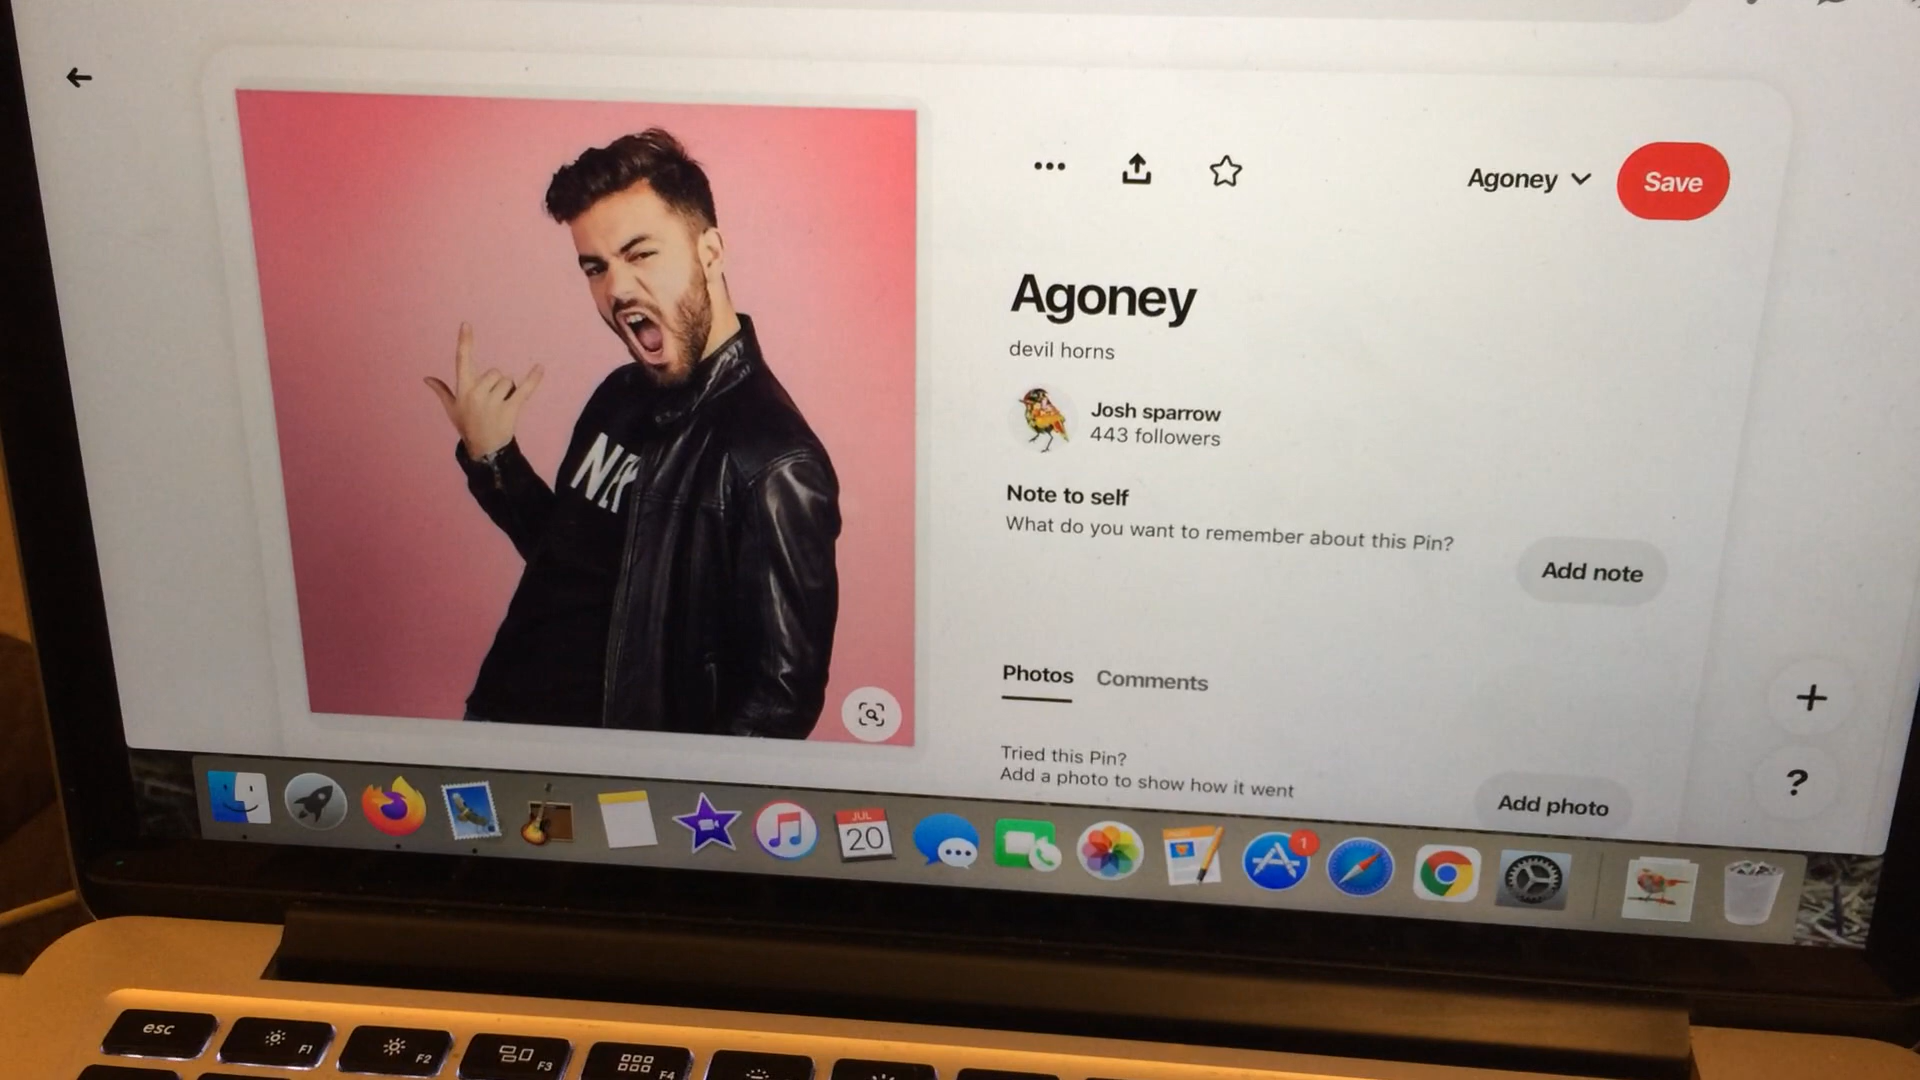 Agoney
Save
Agoney
devil horns
Josh sparrow
443 followers
Note to self
What do you want to remember about this Pin?
Add note
Photos Comments
Tried this Pin?
Add a photo to show how it went
Add photo
?
JUL
20
1
esc
F1
F2
F3
F4